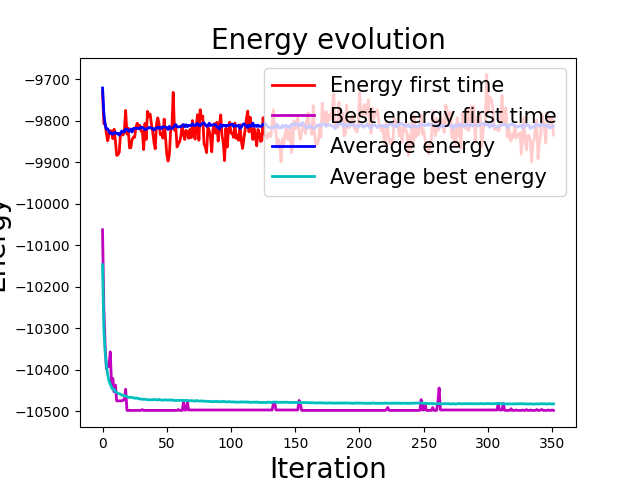 Energy evolution
Energy first time
Best energy first time
Average energy
Average best energy
−9700
−9800
−9900
−10000
−10100
−10200
−10300
−10400
−10500
Energy
0 50 100 150 200 250 300 350
Iteration